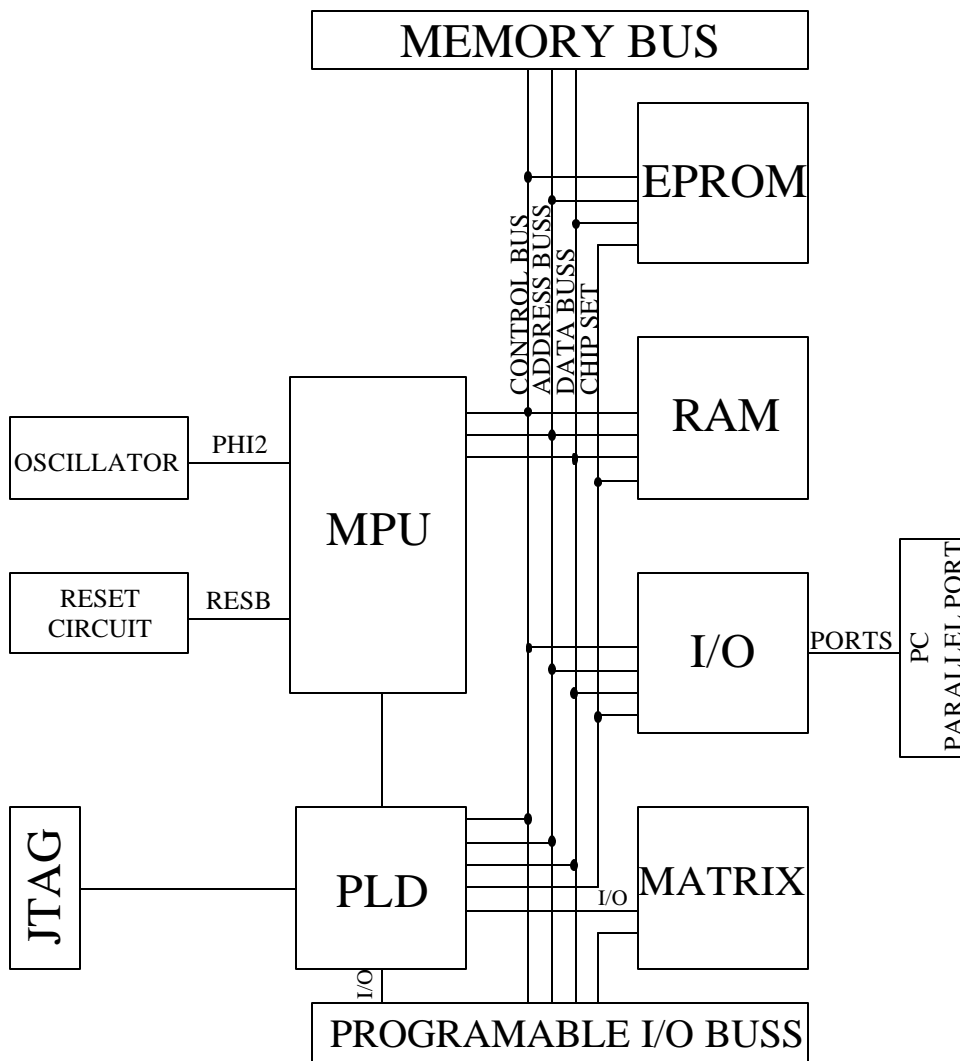 MEMORY BUS
EPROM
CONTROL BUS
ADDRESS BUSS
DATA BUSS
CHIP SET
RAM
OSCILLATOR
PHI2
MPU
RESET
CIRCUIT
RESB
I/O
PORTS
PC
PARALLEL PORT
JTAG
PLD
I/O
MATRIX
I/O
PROGRAMABLE I/O BUSS